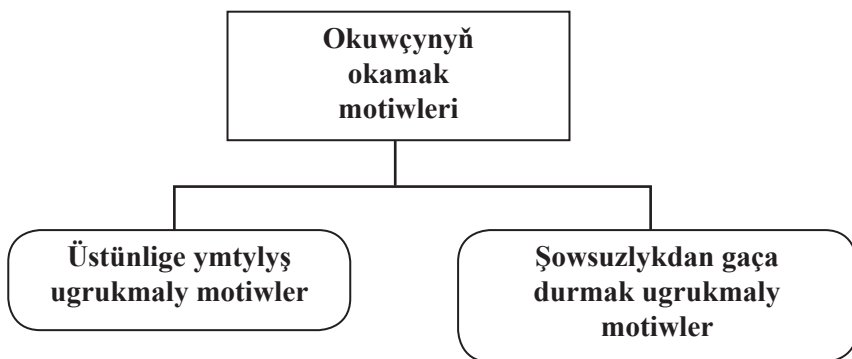 Okuwçynyň
okamak
motiwleri
Üstünlige ymtylyş
ugrukmaly motiwler
Şowsuzlykdan gaça
durmak ugrukmaly
motiwler